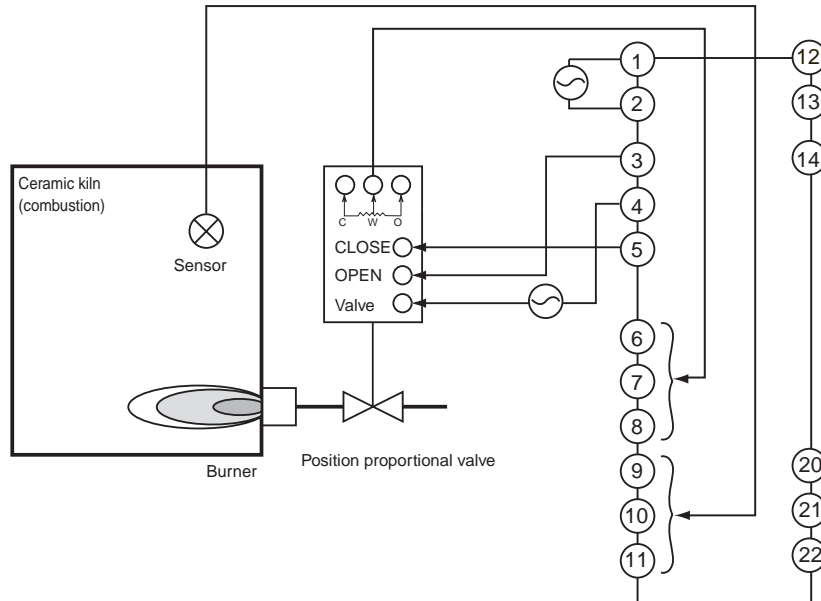 1
12
2
13
3
14
Ceramic kiln
(combustion)
4
C W O
Sensor
CLOSE
5
OPEN
Valve
6
7
8
Burner
Position proportional valve
9
20
10
21
11
22